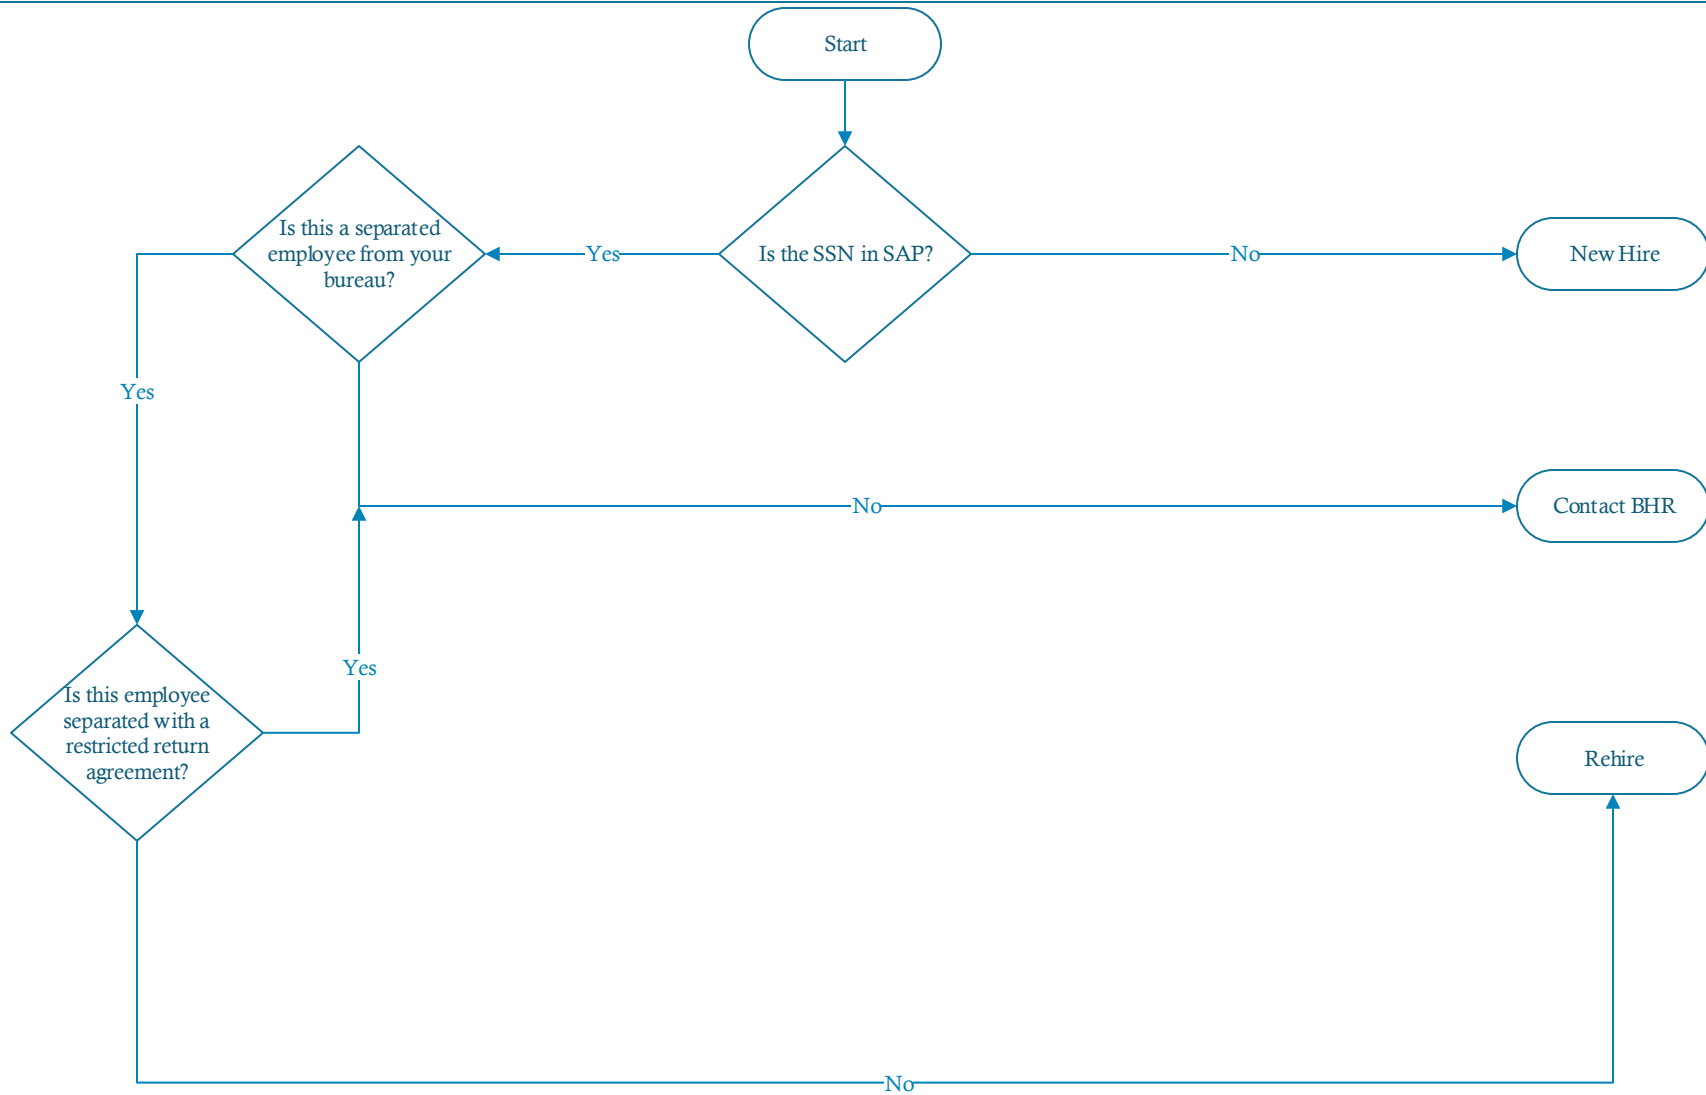 Start
Is this a separated
employee from your
bureau?
Yes
Is the SSN in SAP?
No
New Hire
Yes
No
Contact BHR
Yes
Is this employee
separated with a
restricted return
agreement?
Rehire
No